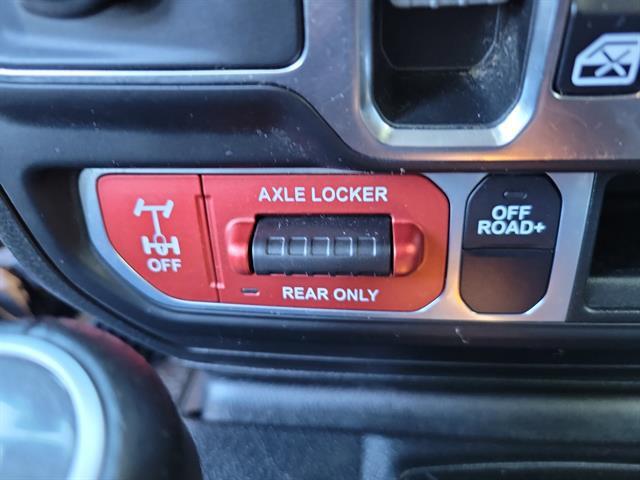 AXLE LOCKER
OFF
REAR ONLY
OFF
ROAD+